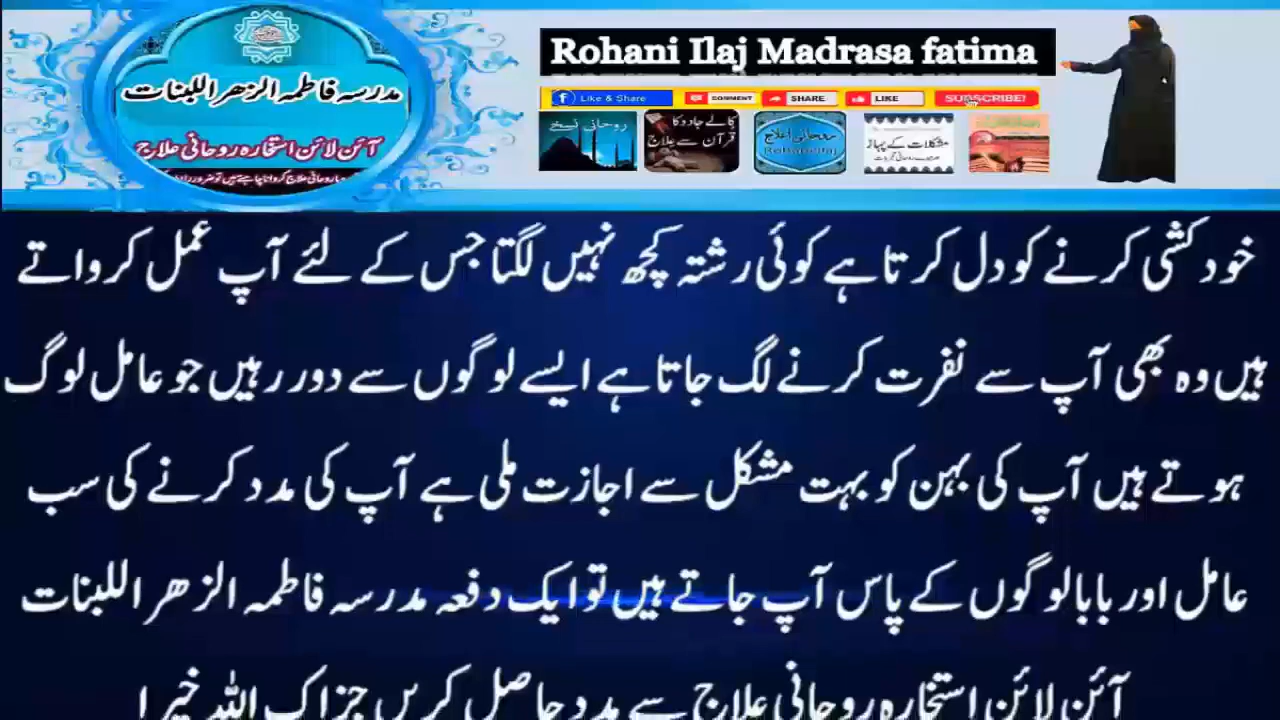 مدرسہ فاطمہ الزھراللبنات
آئن لائن استخارہ روحانی علاج
Rohani Ilaj Madrasa fatima
Like & Share
COMMENT
SHARE
LIKE
SUBSCRIBE!
روحانی نسخے
کالے جادو کا
قرآن سے علاج
روحانی علاج
مشکلات کے پہاڑ
خودکشی کرنے کو دل کرتا ہے کوئی رشتہ کچھ نہیں لگتا جس کے لئے آپ عمل کرواتے
ہیں وہ بھی آپ سے نفرت کرنے لگ جاتا ہے ایسے لوگوں سے دور رہیں جو عامل لوگ
ہوتے ہیں آپ کی بہن کو بہت مشکل سے اجازت ملی ہے آپ کی مدد کرنے کی سب
عامل اور بابا لوگوں کے پاس آپ جاتے ہیں تو ایک دفعہ مدرسہ فاطمہ الزھراللبنات
آئن لائن استخارہ روحانی علاج سے مدد حاصل کریں جزاک اللہ خیرا